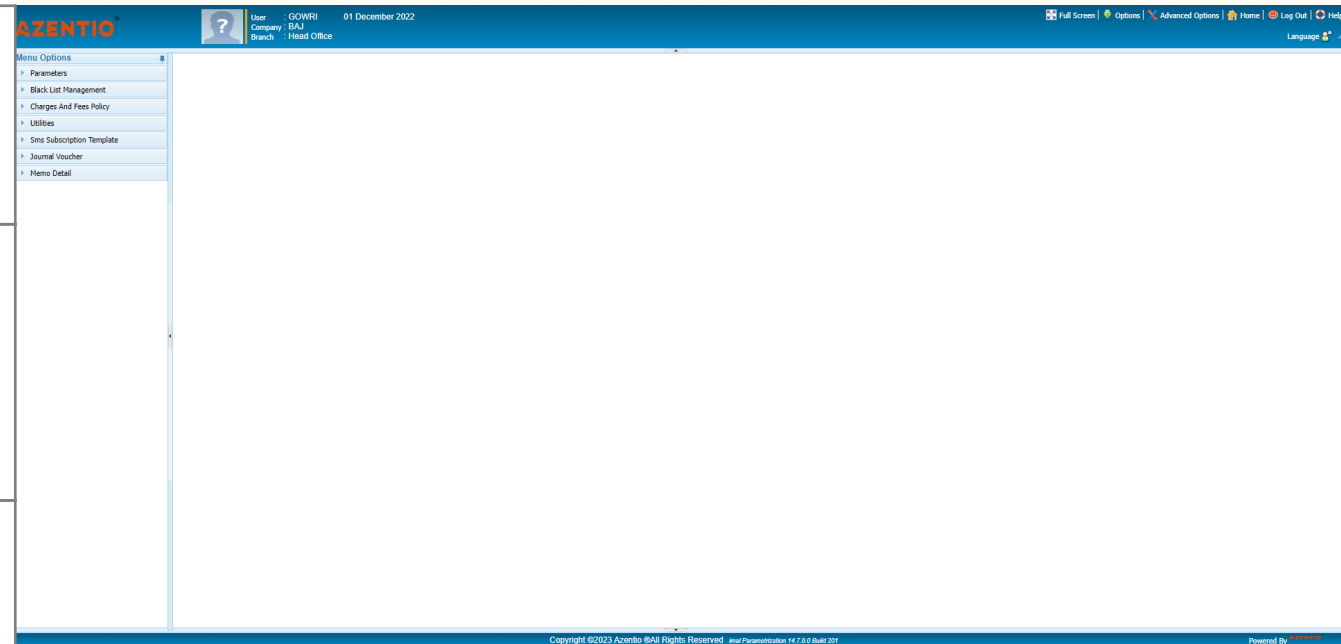 AZENTIO™
?
User : GOWRI 01 December 2022
Company : BAJ
Branch : Head Office
Full Screen | Options | Advanced Options | Home | Log Out | Help
Language
Menu Options
Parameters
Black List Management
Charges And Fees Policy
Utilities
Sms Subscription Template
Journal Voucher
Memo Detail
Copyright ©2023 Azentio ®All Rights Reserved imal Parametrization 14.7.0.0 Build 201
Powered By AZENTIO